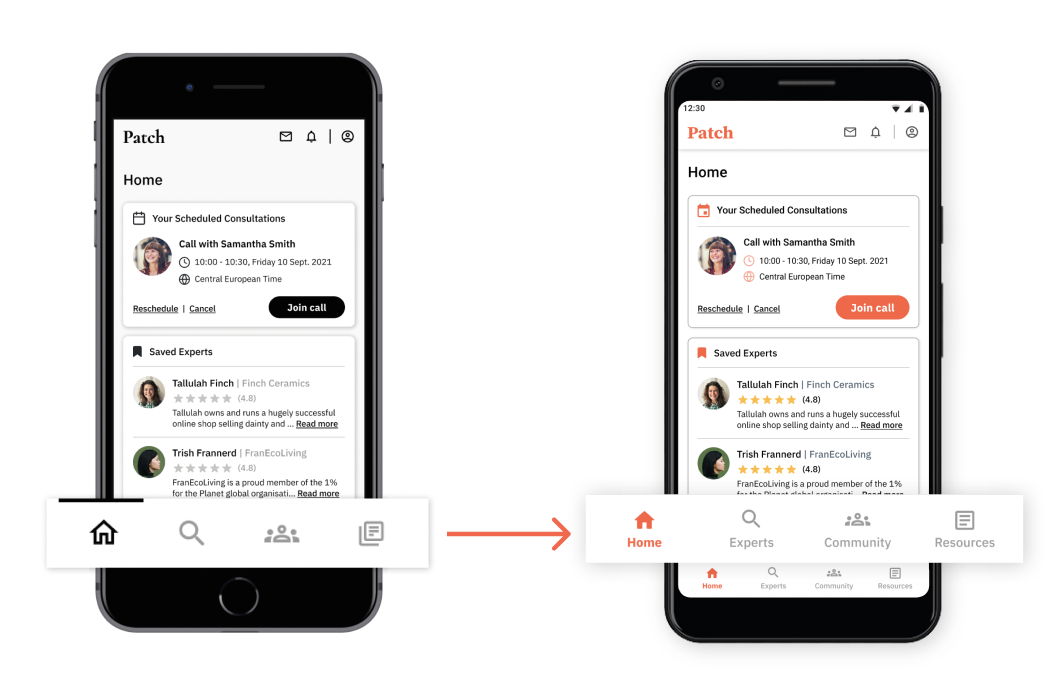 Patch
Home
Your Scheduled Consultations
Call with Samantha Smith
10:00 - 10:30, Friday 10 Sept. 2021
Central European Time
Reschedule | Cancel
Join call
Saved Experts
Tallulah Finch | Finch Ceramics
(4.8)
Tallulah owns and runs a hugely successful
online shop selling dainty and ... Read more
Trish Frannerd | FranEcoLiving
(4.8)
FranEcoLiving is a proud member of the 1%
for the Planet global organisati... Read more
12:30
Patch
Home
Your Scheduled Consultations
Call with Samantha Smith
10:00 - 10:30, Friday 10 Sept. 2021
Central European Time
Reschedule | Cancel
Join call
Saved Experts
Tallulah Finch | Finch Ceramics
(4.8)
Tallulah owns and runs a hugely successful
online shop selling dainty and ... Read more
Trish Frannerd | FranEcoLiving
(4.8)
FranEcoLiving is a proud member of the 1%
for the Planet global organisati... Read more
Home Experts Community Resources
Home Experts Community Resources